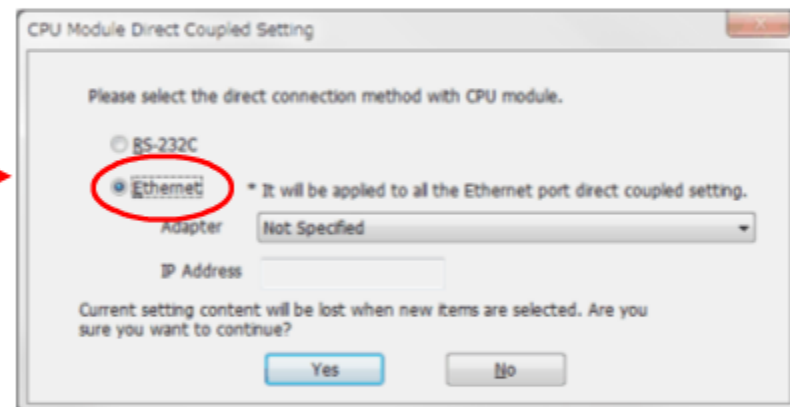 CPU Module Direct Coupled Setting
Please select the direct connection method with CPU module.
RS-232C
Ethernet * It will be applied to all the Ethernet port direct coupled setting.
Adapter Not Specified
IP Address
Current setting content will be lost when new items are selected. Are you
sure you want to continue?
Yes No